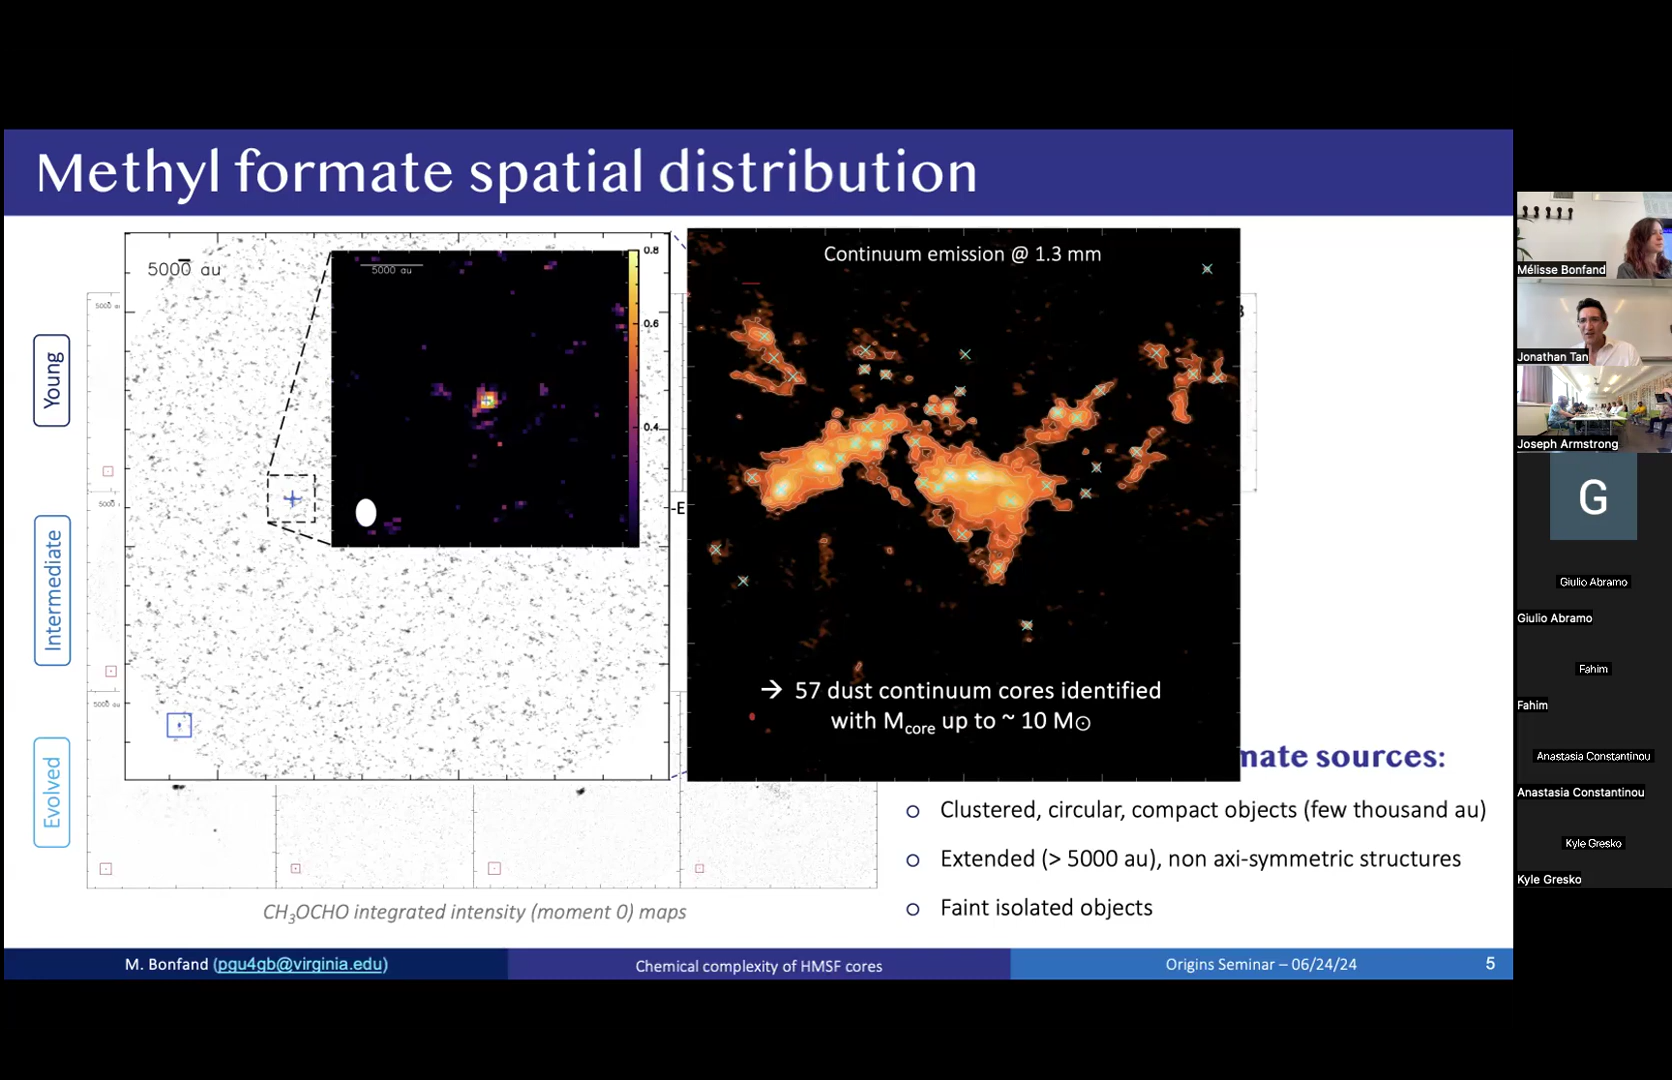 Methyl formate spatial distribution
5000 au
5000 au
0.8
0.6
0.4
5000 au
Young
Intermediate
Evolved
-E
Continuum emission @ 1.3 mm
→ 57 dust continuum cores identified
with Mcore up to ~ 10 M⊙
mate sources:
o Clustered, circular, compact objects (few thousand au)
o Extended (> 5000 au), non axi-symmetric structures
o Faint isolated objects
CH3OCHO integrated intensity (moment 0) maps
M. Bonfand (pgu4gb@virginia.edu)
Chemical complexity of HMSF cores
Origins Seminar – 06/24/24
5
Mélisse Bonfand
Jonathan Tan
Joseph Armstrong
G
Giulio Abramo
Giulio Abramo
Fahim
Fahim
Anastasia Constantinou
Anastasia Constantinou
Kyle Gresko
Kyle Gresko